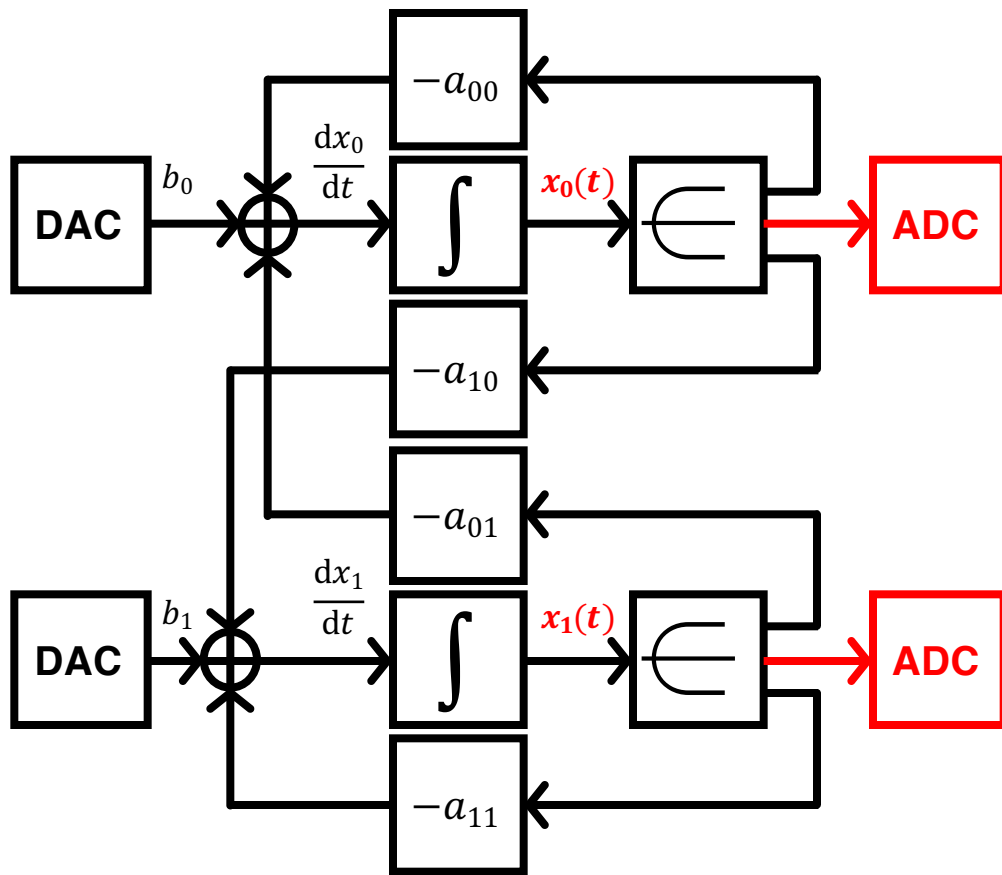 −a₀₀
DAC
b₀
dx₀
dt
∫
x₀(t)
ADC
−a₁₀
−a₀₁
DAC
b₁
dx₁
dt
∫
x₁(t)
ADC
−a₁₁